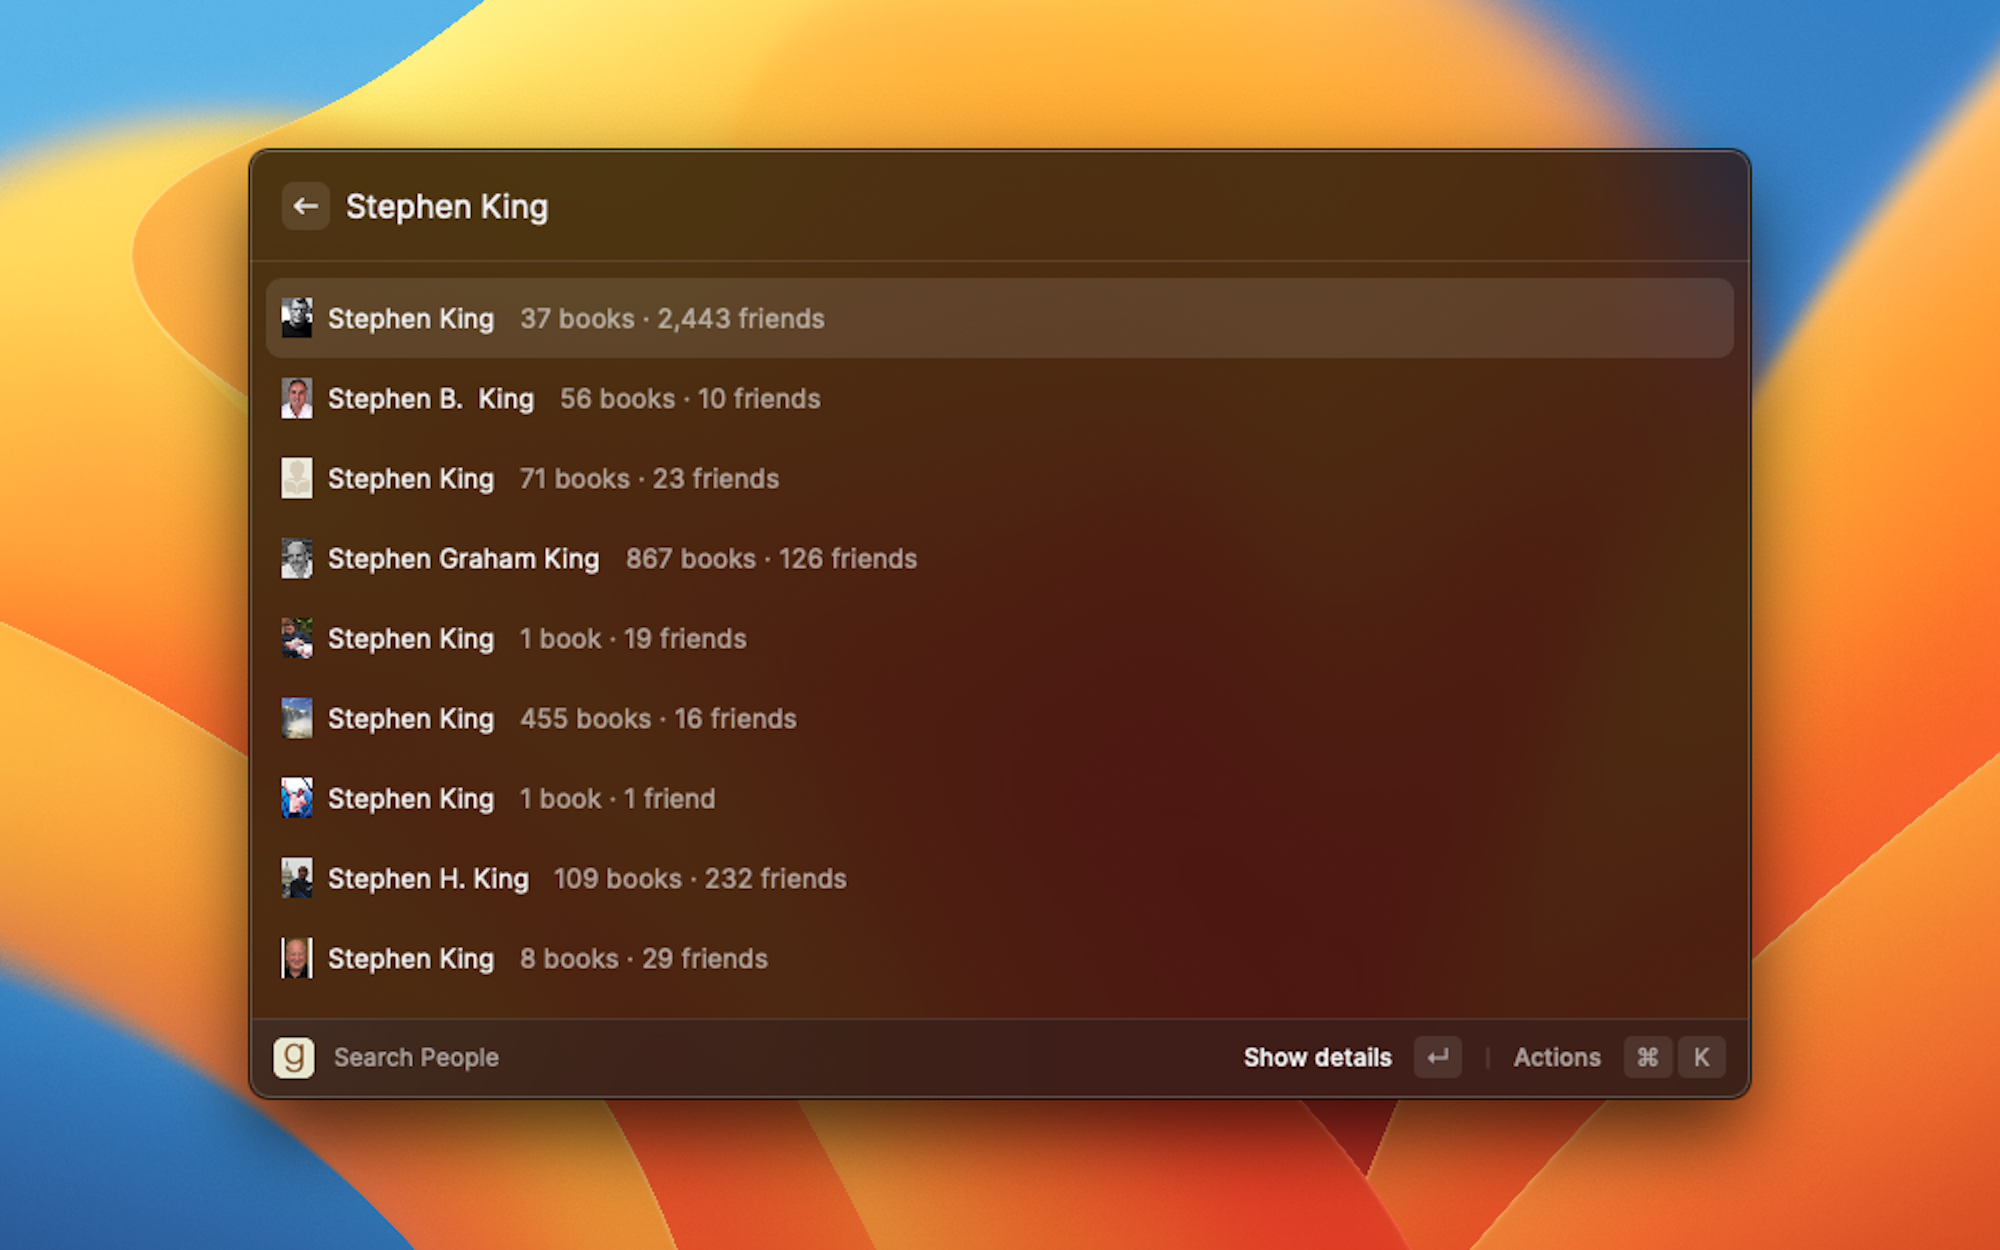 Stephen King
Stephen King 37 books · 2,443 friends
Stephen B. King 56 books · 10 friends
Stephen King 71 books · 23 friends
Stephen Graham King 867 books · 126 friends
Stephen King 1 book · 19 friends
Stephen King 455 books · 16 friends
Stephen King 1 book · 1 friend
Stephen H. King 109 books · 232 friends
Stephen King 8 books · 29 friends
g Search People Show details ↵ Actions ⌘ K